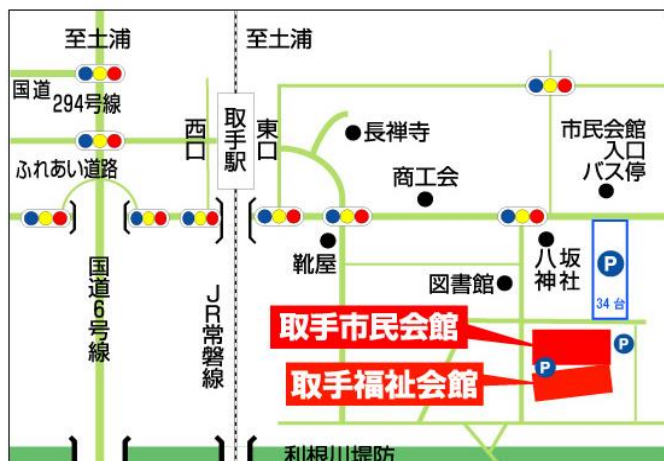 至土浦
至土浦
国道
294号線
ふれあい道路
西口
取手駅
東口
長禅寺
商工会
市民会館
入口
バス停
靴屋
図書館
八坂
神社
P
34台
国道6号線
JR常磐線
取手市民会館
P
P
取手福祉会館
利根川堤防